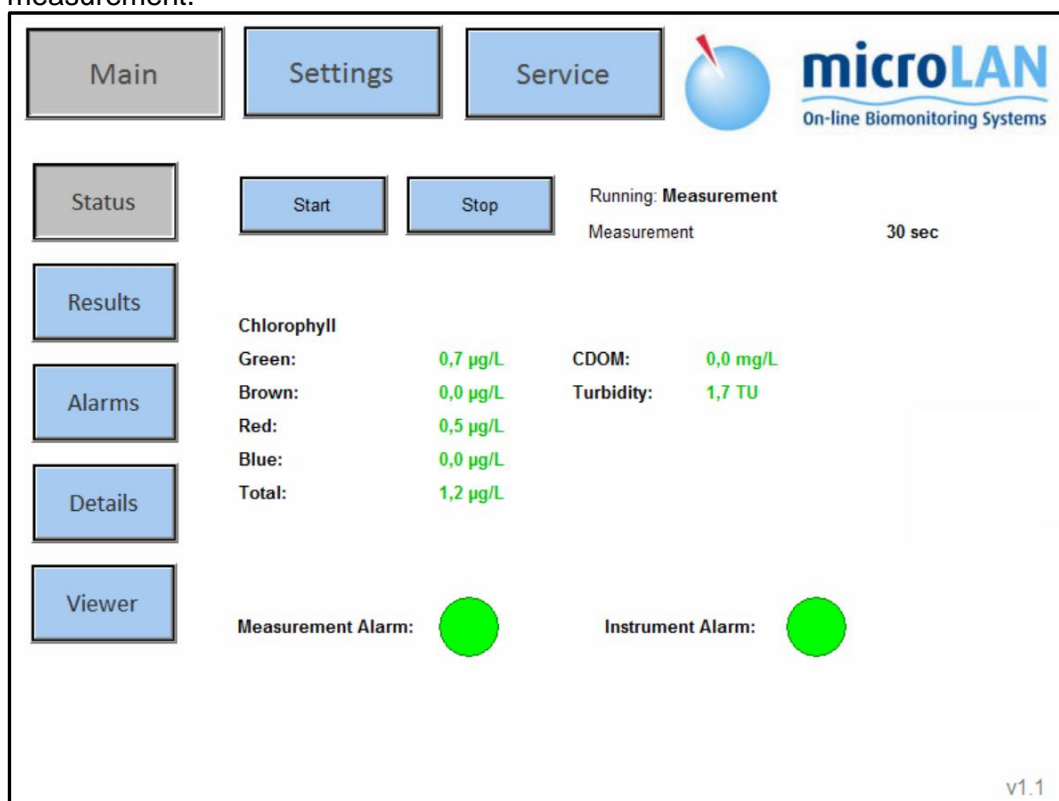 measurement.
Main Settings Service
microLAN
On-line Biomonitoring Systems
Status Start Stop Running: Measurement
Measurement 30 sec
Results
Chlorophyll
Green: 0,7 µg/L CDOM: 0,0 mg/L
Brown: 0,0 µg/L Turbidity: 1,7 TU
Alarms
Red: 0,5 µg/L
Blue: 0,0 µg/L
Total: 1,2 µg/L
Details
Viewer
Measurement Alarm: Instrument Alarm:
v1.1